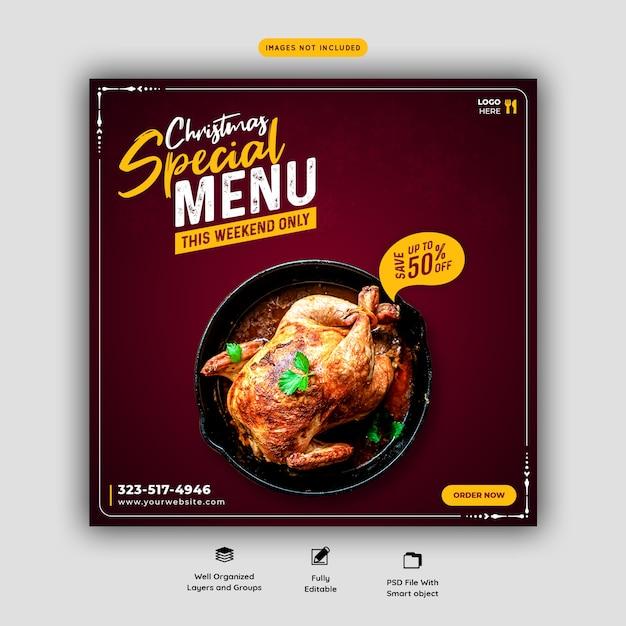 IMAGES NOT INCLUDED
LOGO
HERE
Christmas
Special
MENU
THIS WEEKEND ONLY
SAVE UP TO
50% OFF
323-517-4946
www.yourwebsite.com
ORDER NOW
Well Organized
Layers and Groups
Fully
Editable
PSD File With
Smart object